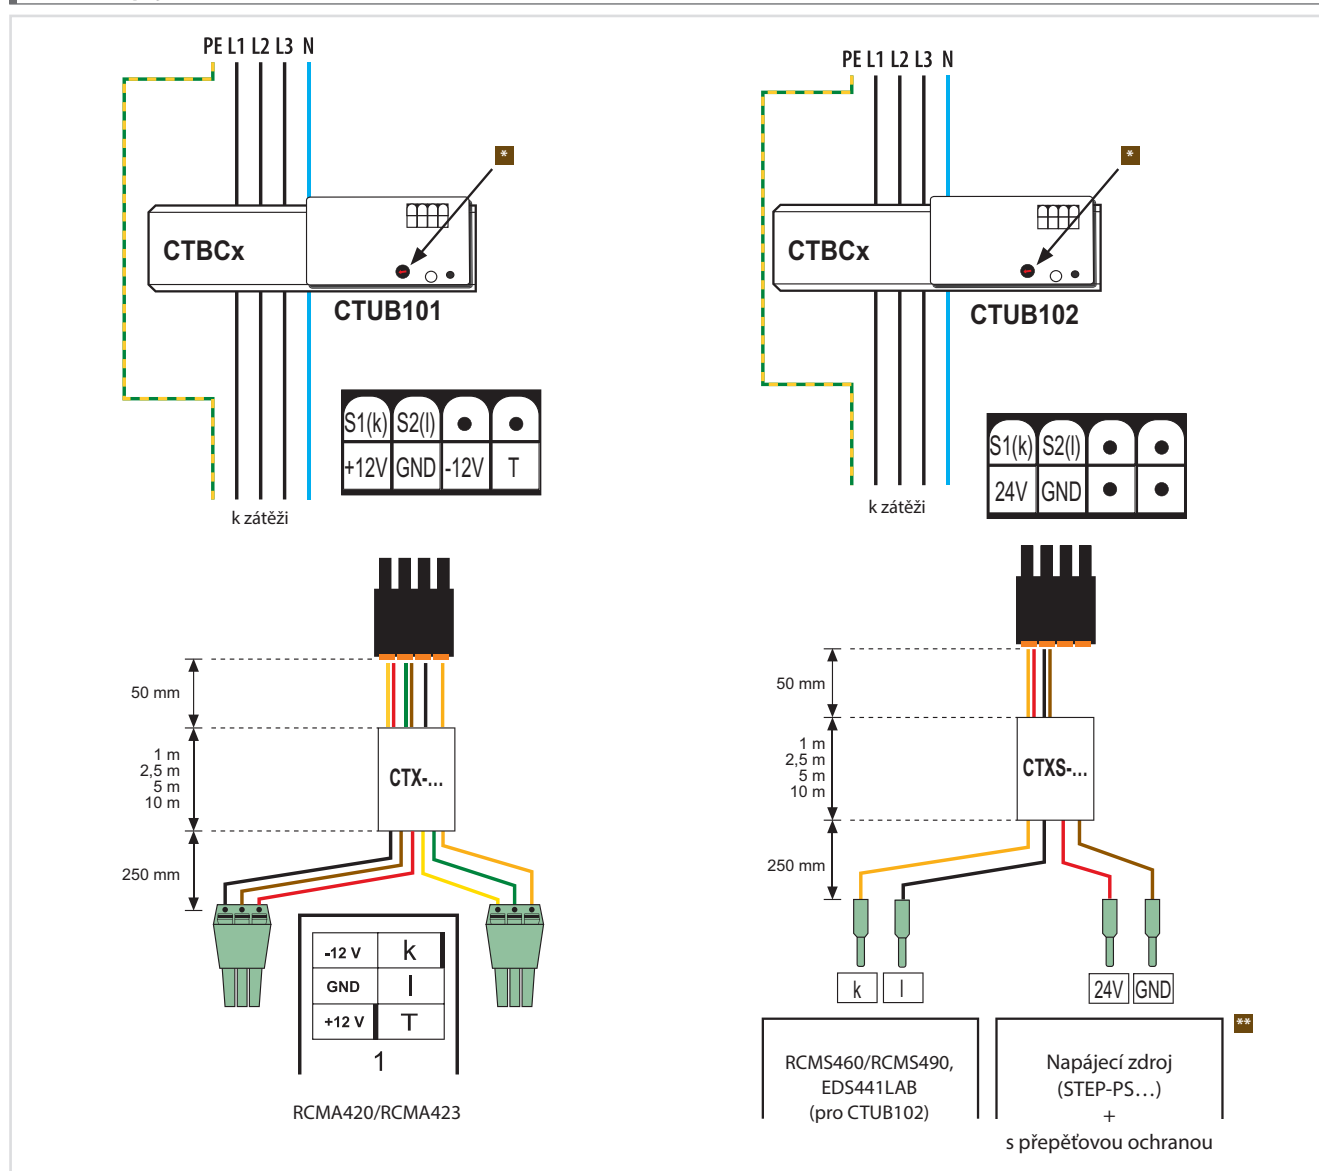 PE L1 L2 L3 N
*
CTBCx
CTUB101
S1(k) S2(l)
+12V GND -12V T
k zátěži
50 mm
1 m
2,5 m
5 m
10 m
CTX-...
250 mm
-12 V k
GND l
+12 V T
1
RCMA420/RCMA423
PE L1 L2 L3 N
*
CTBCx
CTUB102
S1(k) S2(l)
24V GND
k zátěži
50 mm
1 m
2,5 m
5 m
10 m
CTXS-...
250 mm
k l 24V GND
RCMS460/RCMS490,
EDS441LAB
(pro CTUB102)
**
Napájecí zdroj
(STEP-PS...)
+
s přepěťovou ochranou